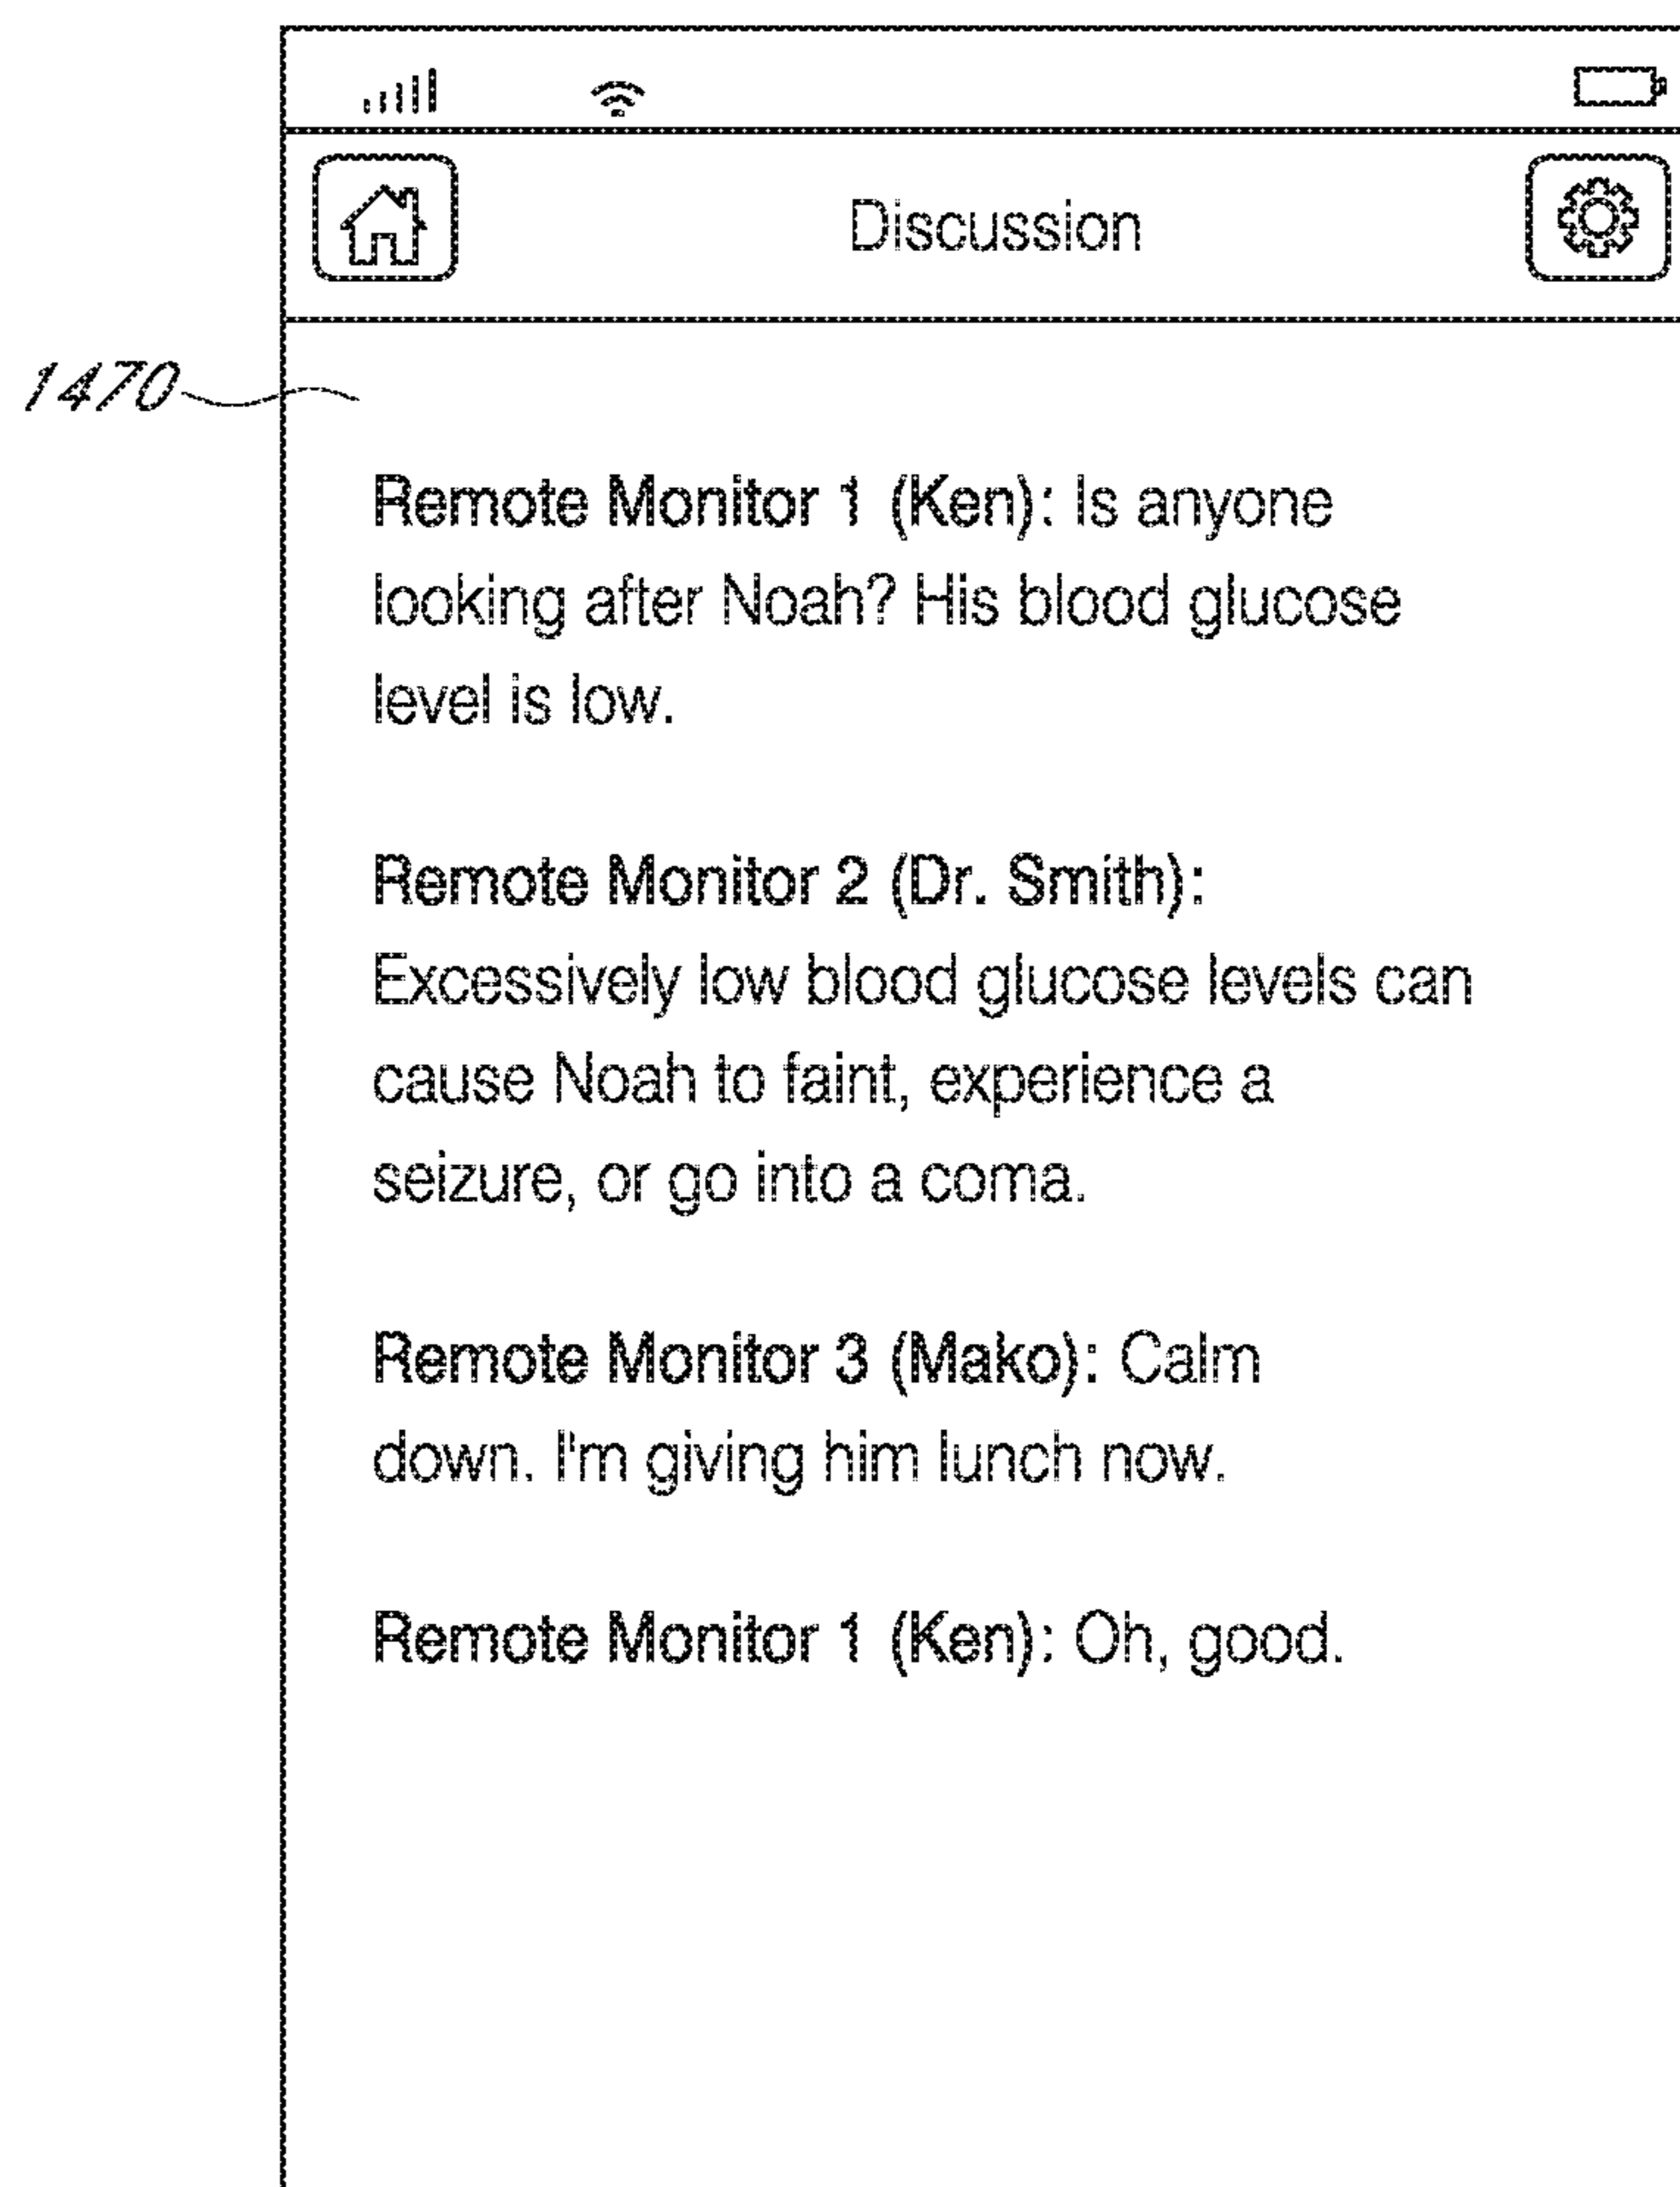 Discussion
1470
Remote Monitor 1 (Ken): Is anyone
looking after Noah? His blood glucose
level is low.
Remote Monitor 2 (Dr. Smith):
Excessively low blood glucose levels can
cause Noah to faint, experience a
seizure, or go into a coma.
Remote Monitor 3 (Mako): Calm
down. I'm giving him lunch now.
Remote Monitor 1 (Ken): Oh, good.